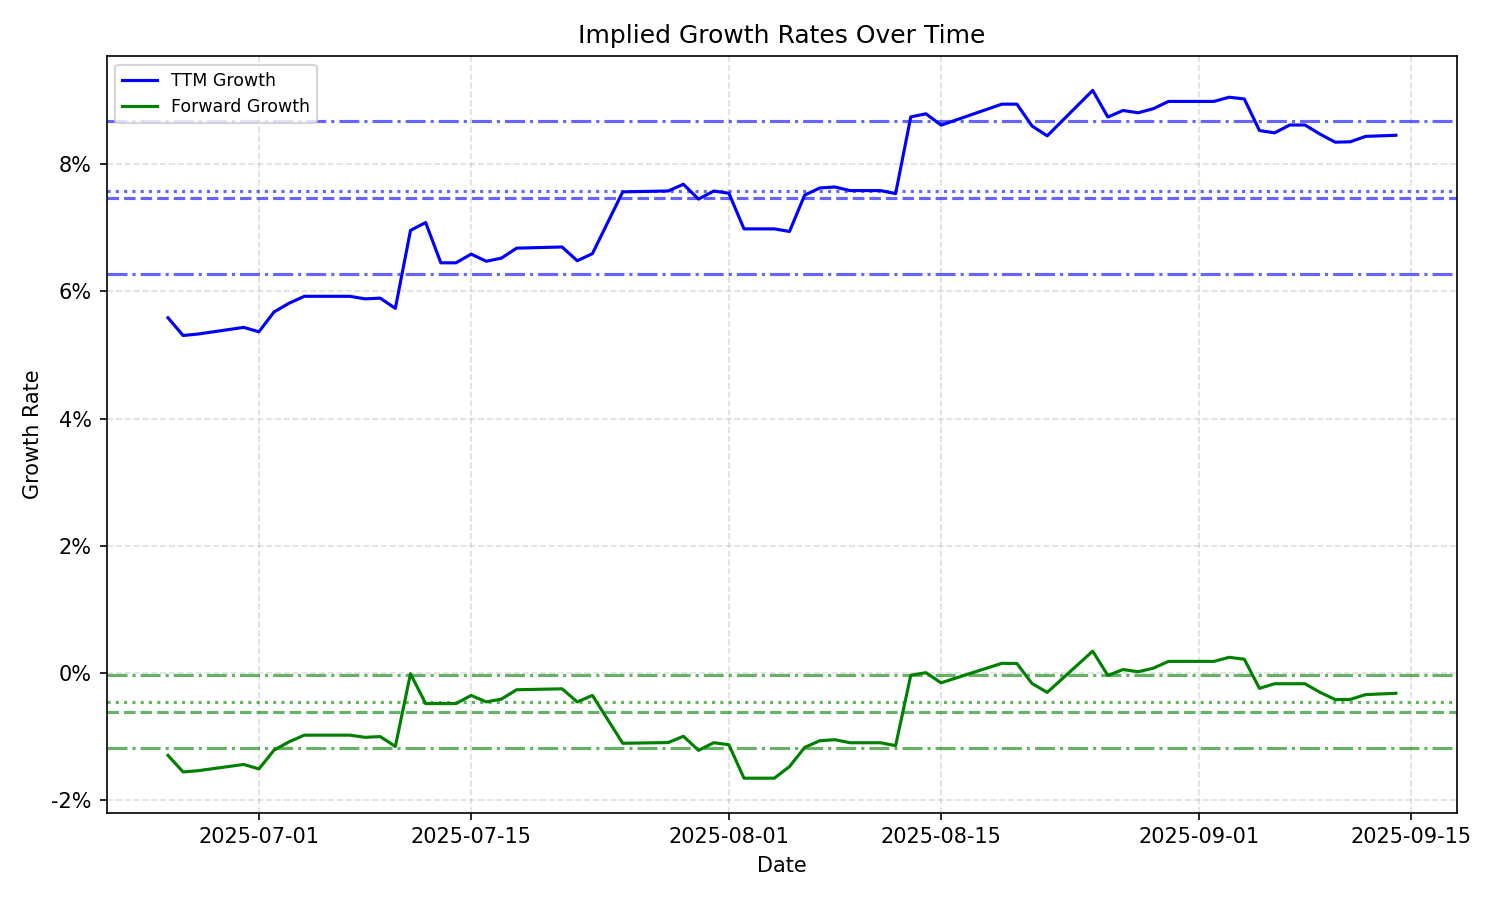 Implied Growth Rates Over Time
TTM Growth
Forward Growth
8%
6%
4%
2%
0%
-2%
Growth Rate
2025-07-01
2025-07-15
2025-08-01
2025-08-15
2025-09-01
2025-09-15
Date